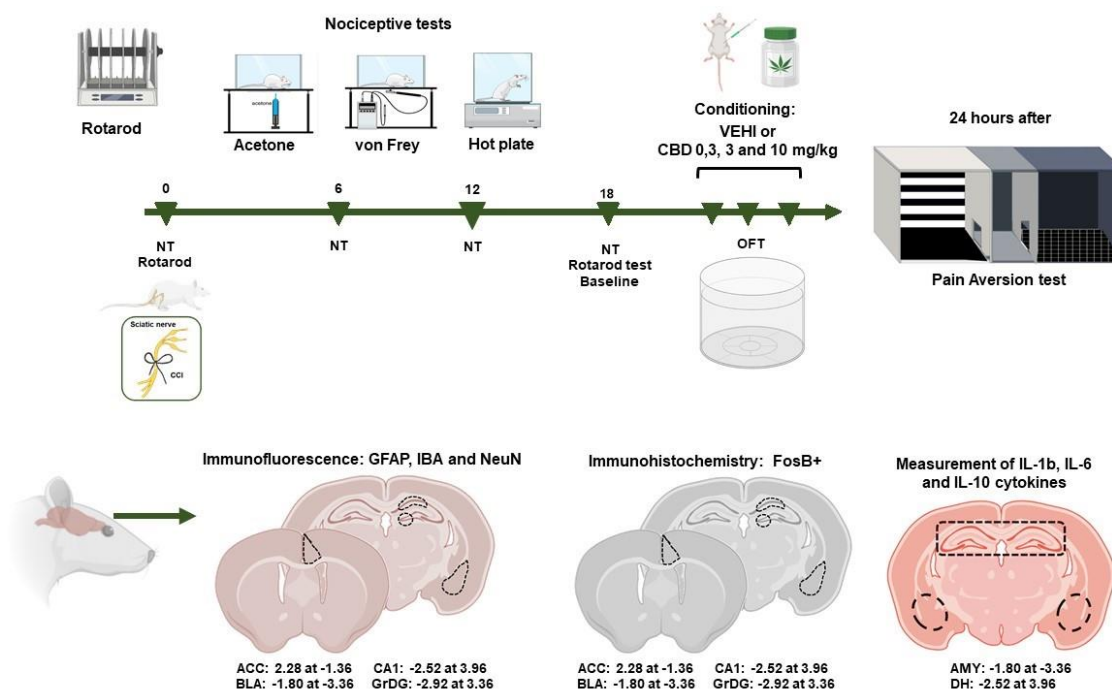 Nociceptive tests
Rotarod
acetone
Acetone
von Frey
Hot plate
Conditioning:
VEHI or
CBD 0,3, 3 and 10 mg/kg
24 hours after
0
6
12
18
NT
Rotarod
NT
NT
NT
Rotarod test
Baseline
OFT
Pain Aversion test
Sciatic nerve
CCI
Immunofluorescence: GFAP, IBA and NeuN
Immunohistochemistry: FosB+
Measurement of IL-1b, IL-6
and IL-10 cytokines
ACC: 2.28 at -1.36 CA1: -2.52 at 3.96
BLA: -1.80 at -3.36 GrDG: -2.92 at 3.36
ACC: 2.28 at -1.36 CA1: -2.52 at 3.96
BLA: -1.80 at -3.36 GrDG: -2.92 at 3.36
AMY: -1.80 at -3.36
DH: -2.52 at 3.96